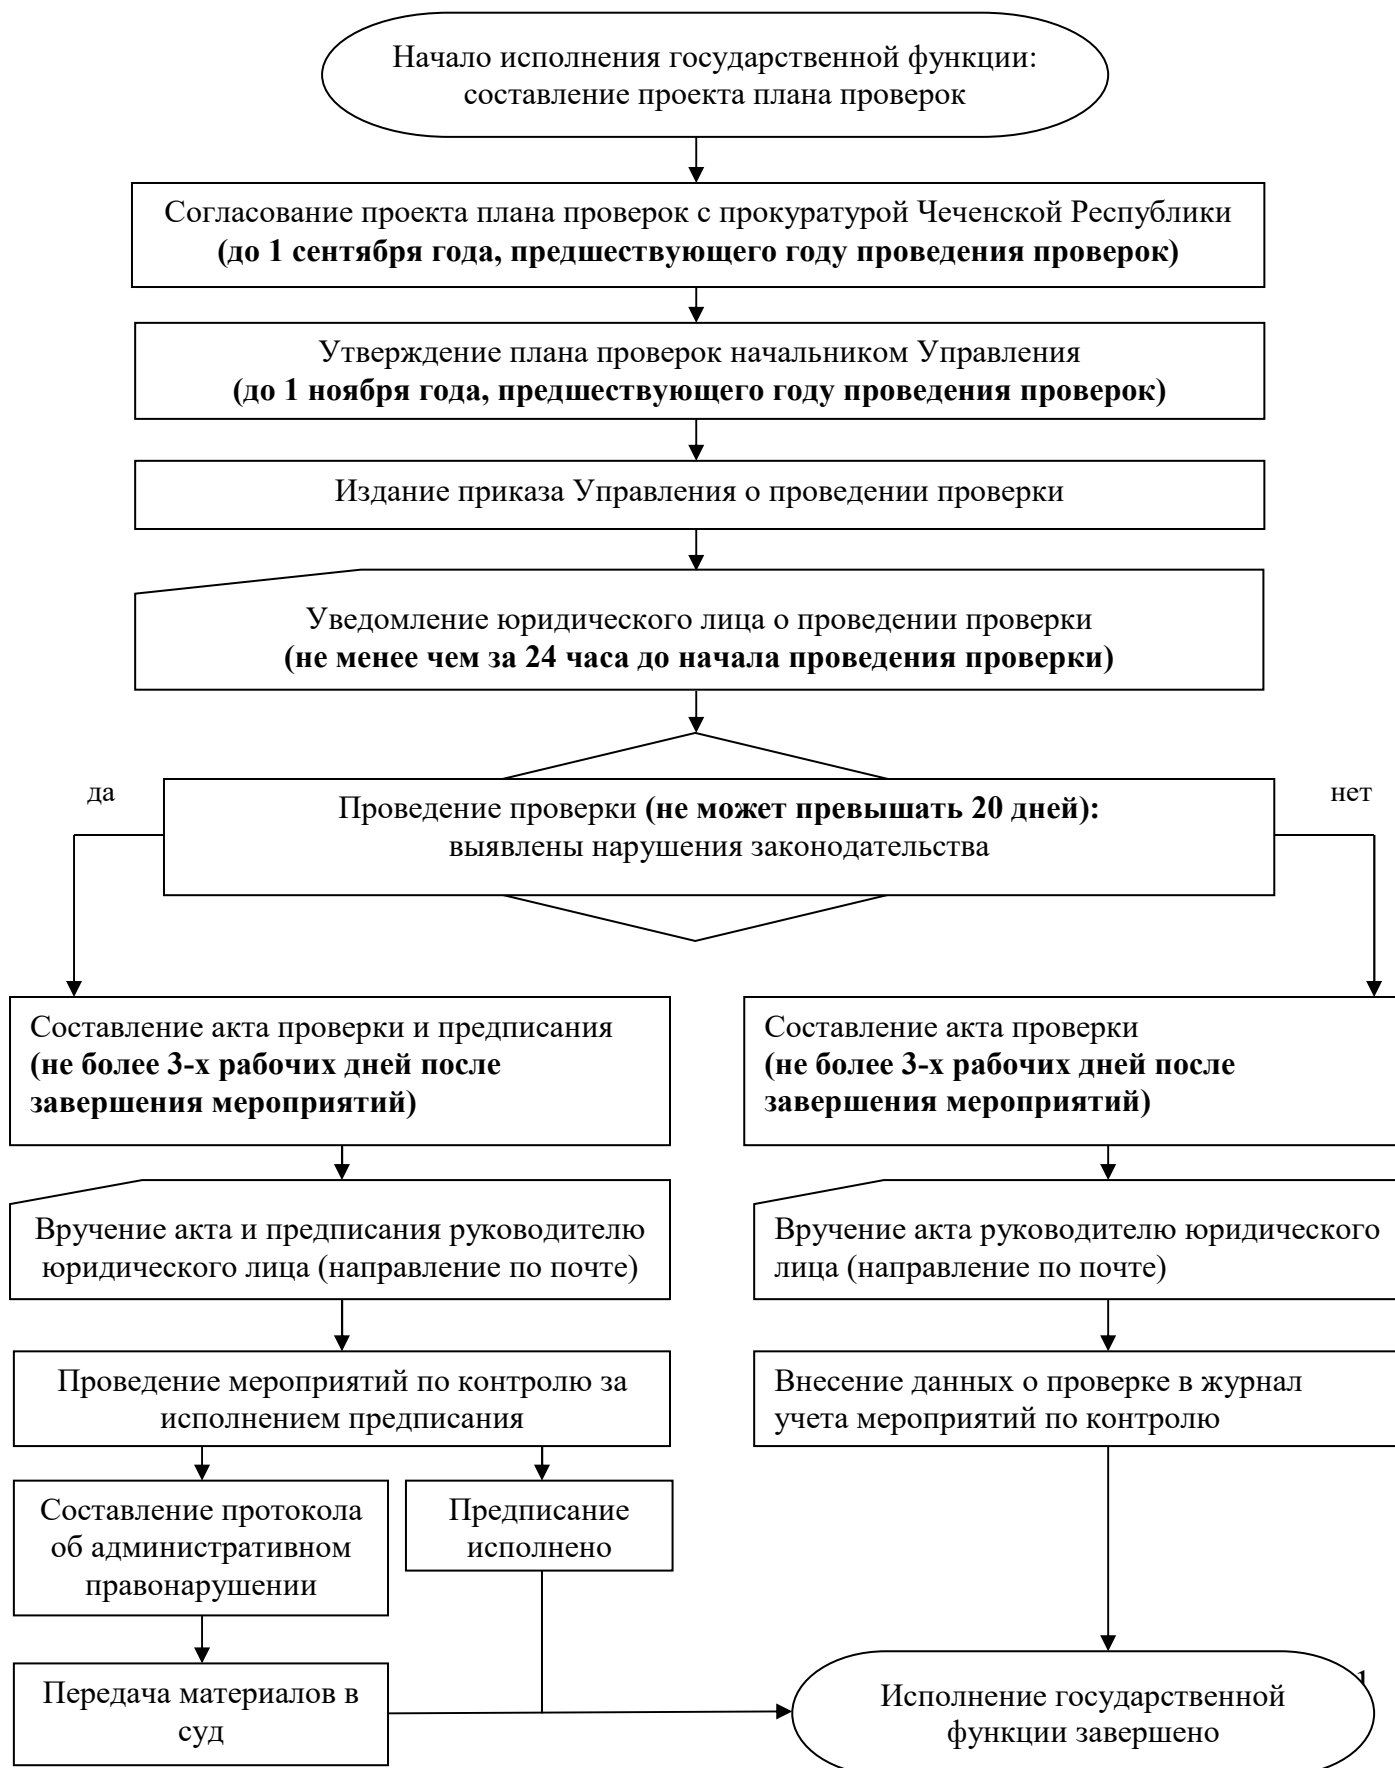 Начало исполнения государственной функции:
составление проекта плана проверок
Согласование проекта плана проверок с прокуратурой Чеченской Республики
(до 1 сентября года, предшествующего году проведения проверок)
Утверждение плана проверок начальником Управления
(до 1 ноября года, предшествующего году проведения проверок)
Издание приказа Управления о проведении проверки
Уведомление юридического лица о проведении проверки
(не менее чем за 24 часа до начала проведения проверки)
да
нет
Проведение проверки (не может превышать 20 дней):
выявлены нарушения законодательства
Составление акта проверки и предписания
(не более 3-х рабочих дней после
завершения мероприятий)
Составление акта проверки
(не более 3-х рабочих дней после
завершения мероприятий)
Вручение акта и предписания руководителю
юридического лица (направление по почте)
Вручение акта руководителю юридического
лица (направление по почте)
Проведение мероприятий по контролю за
исполнением предписания
Внесение данных о проверке в журнал
учета мероприятий по контролю
Составление протокола
об административном
правонарушении
Предписание
исполнено
Передача материалов в
суд
Исполнение государственной
функции завершено
1